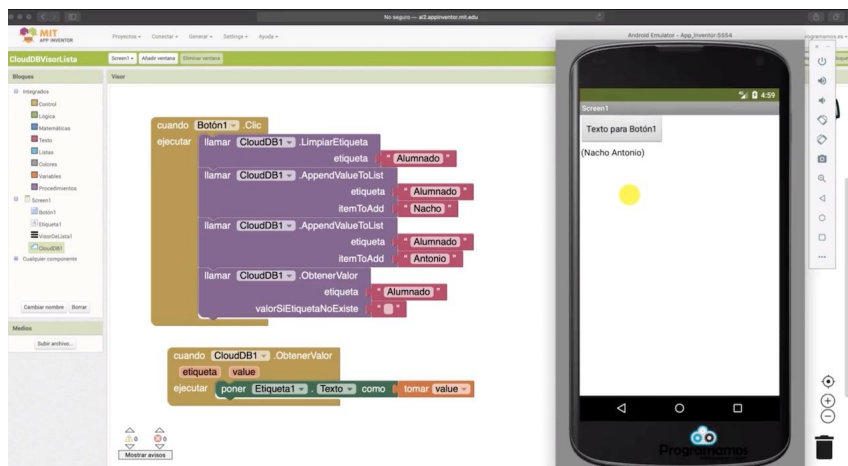 No seguro — ai2.appinventor.mit.edu
MIT
APP INVENTOR
Proyectos Conectar Generar Settings Ayuda
CloudDBVisorLista
Screen1 Añadir ventana Eliminar ventana
Bloques
Visor
Integrados
Control
Lógica
Matemáticas
Texto
Listas
Colores
Variables
Procedimientos
Screen1
Botón1
Etiqueta1
VisorDeLista1
CloudDB1
Cualquier componente
Cambiar nombre Borrar
Medios
Subir archivo...
cuando Botón1 .Clic
ejecutar llamar CloudDB1 .LimpiarEtiqueta
etiqueta " Alumnado "
llamar CloudDB1 .AppendValueToList
etiqueta " Alumnado "
itemToAdd " Nacho "
llamar CloudDB1 .AppendValueToList
etiqueta " Alumnado "
itemToAdd " Antonio "
llamar CloudDB1 .ObtenerValor
etiqueta " Alumnado "
valorSiEtiquetaNoExiste " "
cuando CloudDB1 .ObtenerValor
etiqueta value
ejecutar poner Etiqueta1 . Texto como tomar value
0 0
Mostrar avisos
Android Emulator - App_Inventor:5554
4:59
Screen1
Texto para Botón1
(Nacho Antonio)
Programamos